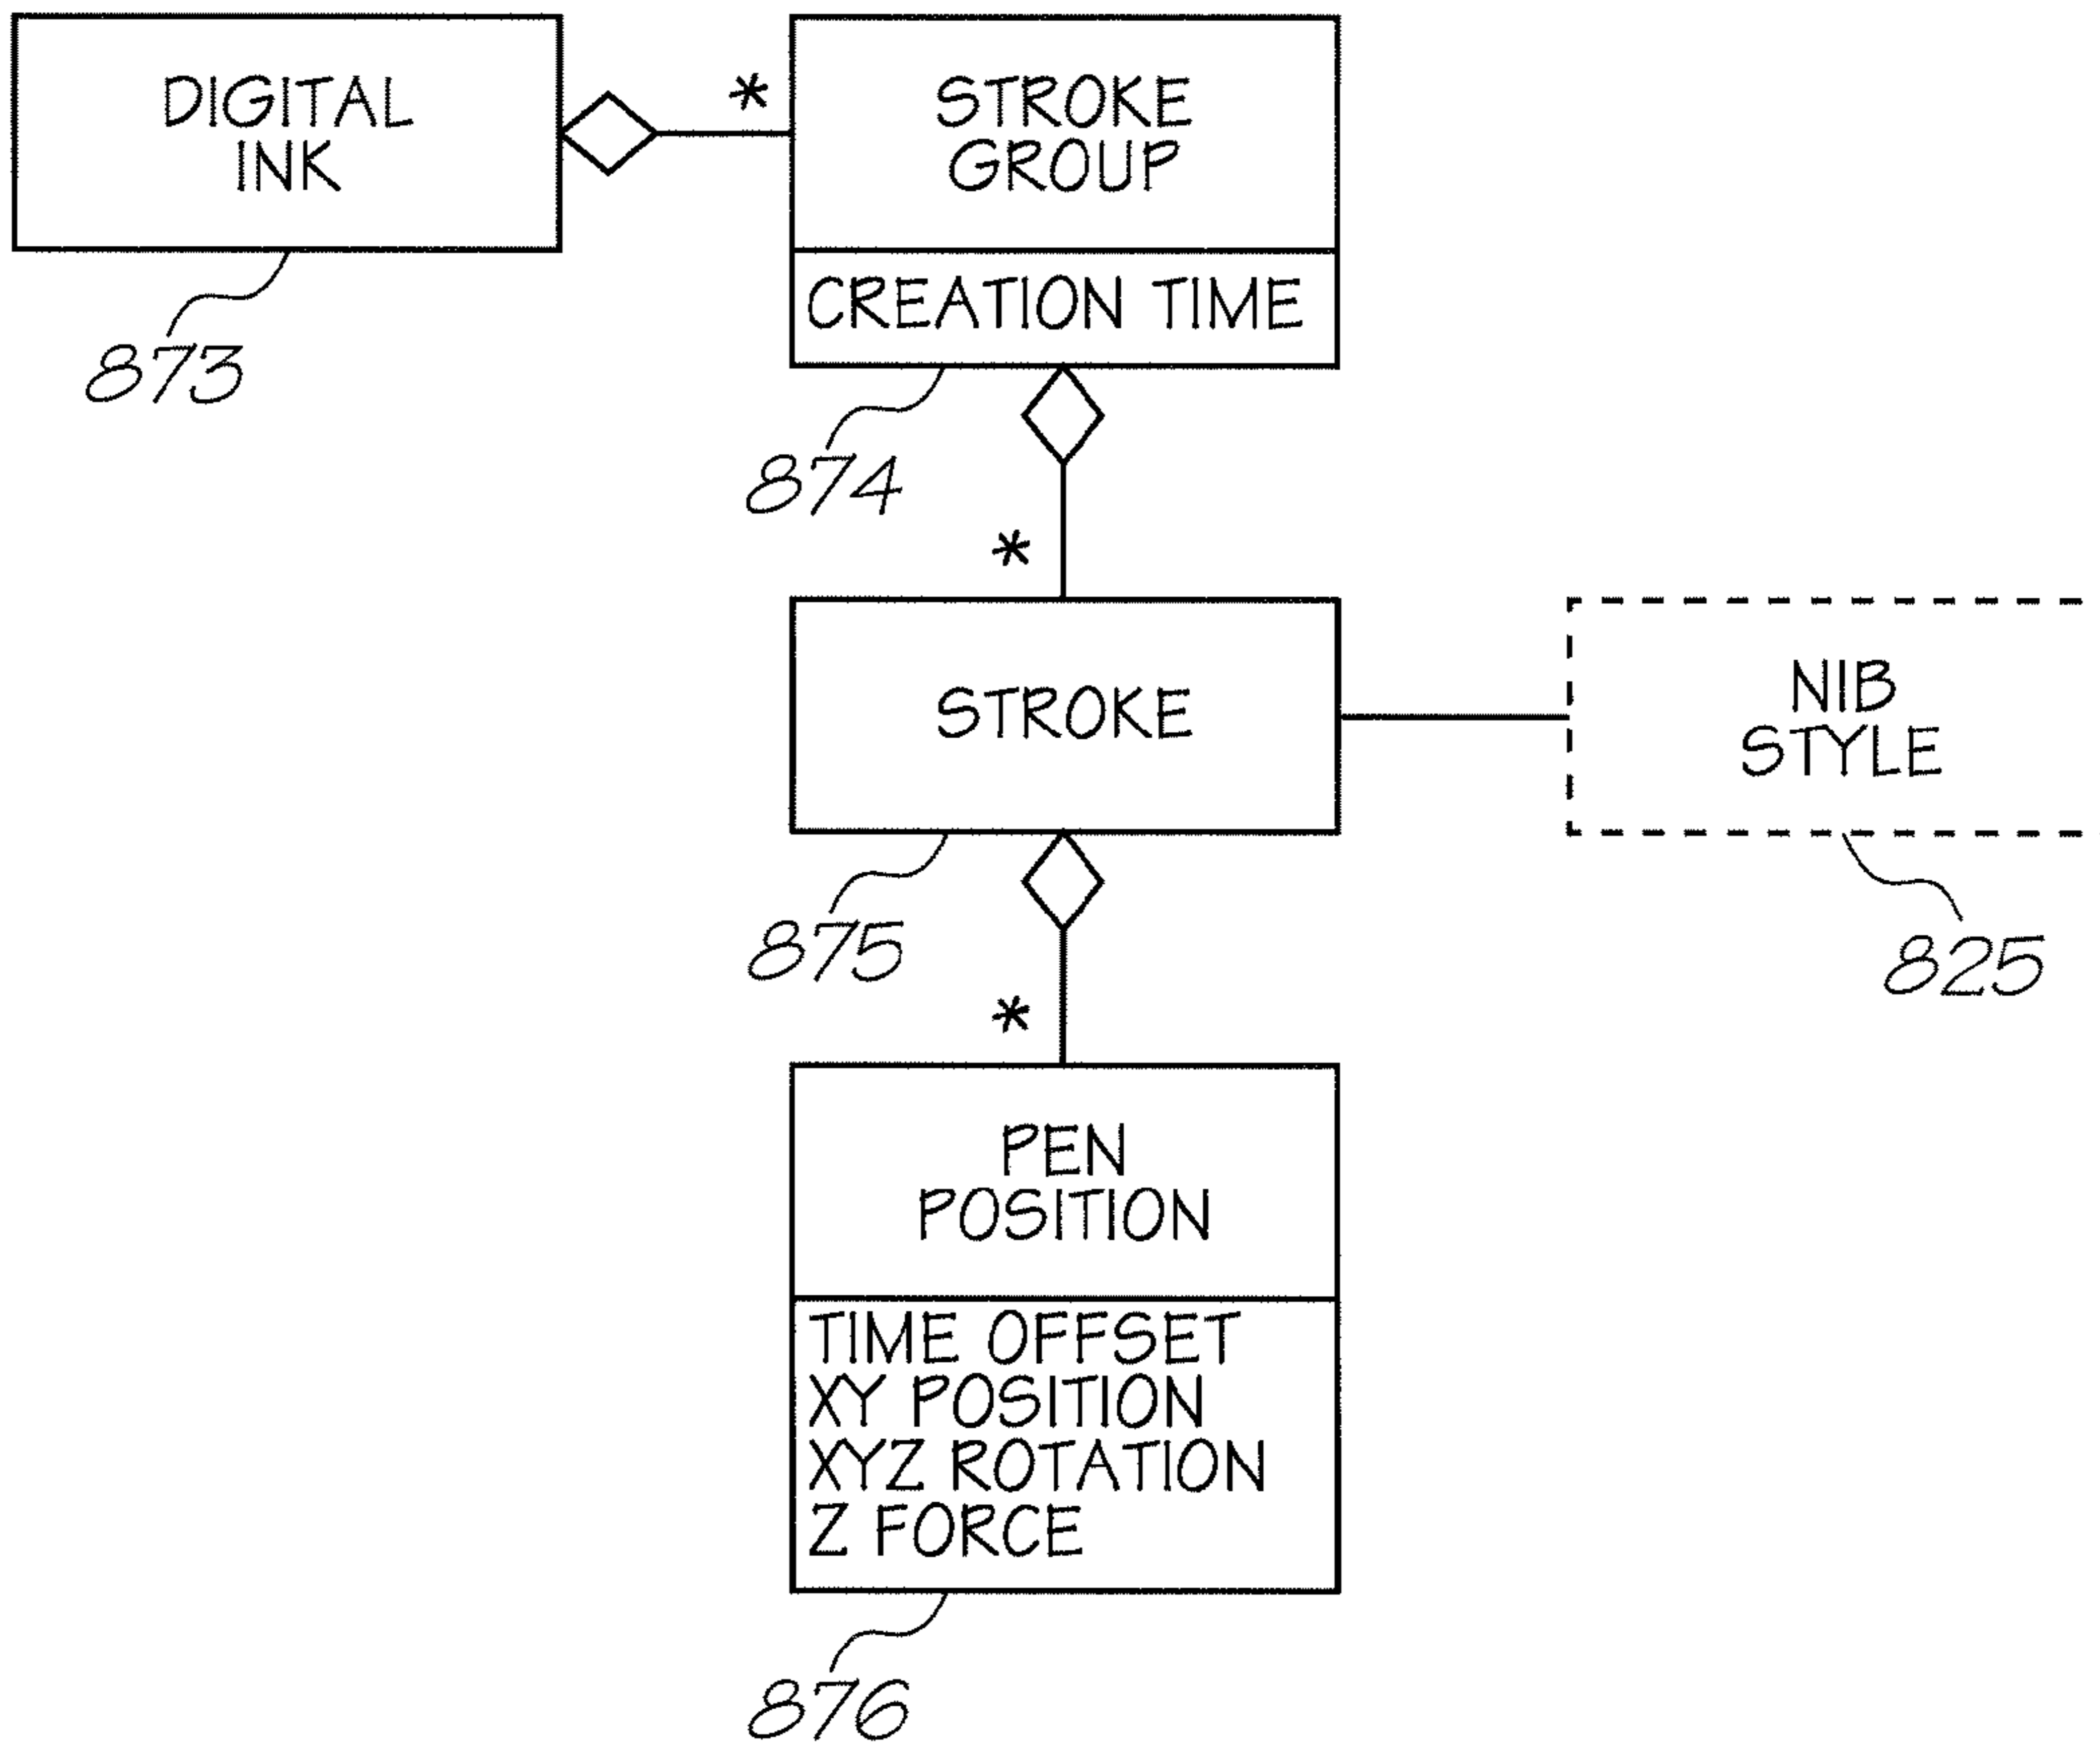 DIGITAL
INK
*
STROKE
GROUP
CREATION TIME
873
874
*
STROKE
NIB
STYLE
875
825
*
PEN
POSITION
TIME OFFSET
XY POSITION
XYZ ROTATION
Z FORCE
876